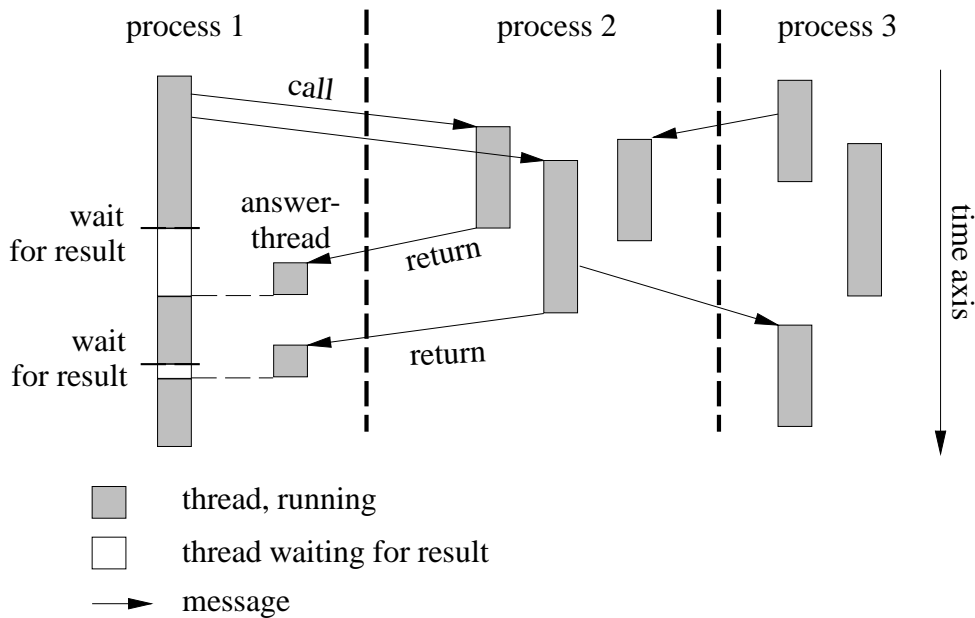 process 1
process 2
process 3
call
wait
for result
answer-
thread
return
time axis
wait
for result
return
thread, running
thread waiting for result
message